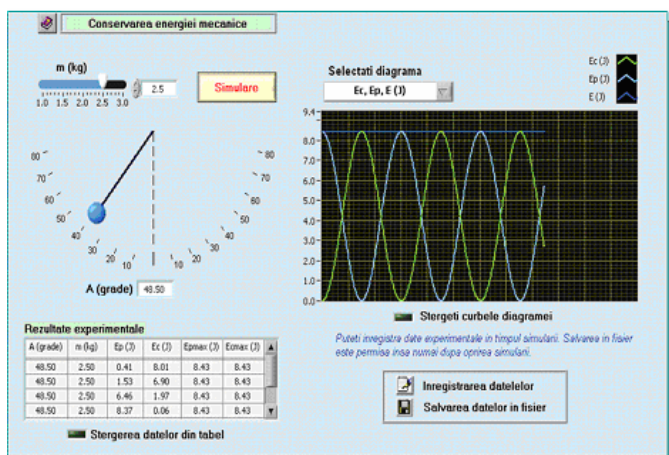 Conservarea energiei mecanice
m (kg)
1.0 1.5 2.0 2.5 3.0
2.5
Simulare
80 70 60 50 40 30 20 10 10 20 30 40 50 60 70 80
A (grade) 48.50
Rezultate experimentale
A (grade) m (kg) Ep (J) Ec (J) Epmax (J) Ecmax (J)
48.50 2.50 0.41 8.01 8.43 8.43
48.50 2.50 1.53 6.90 8.43 8.43
48.50 2.50 6.46 1.97 8.43 8.43
48.50 2.50 8.37 0.06 8.43 8.43
Stergerea datelor din tabel
Selectati diagrama
Ec, Ep, E (J)
Ec (J)
Ep (J)
E (J)
9.4
8.0
7.0
6.0
5.0
4.0
3.0
2.0
1.0
0.0
Stergeti curbele diagramei
Puteti inregistra date experimentale in timpul simularii. Salvarea in fisier
este permisa insa numai dupa oprirea simularii.
Inregistrarea datelelor
Salvarea datelor in fisier